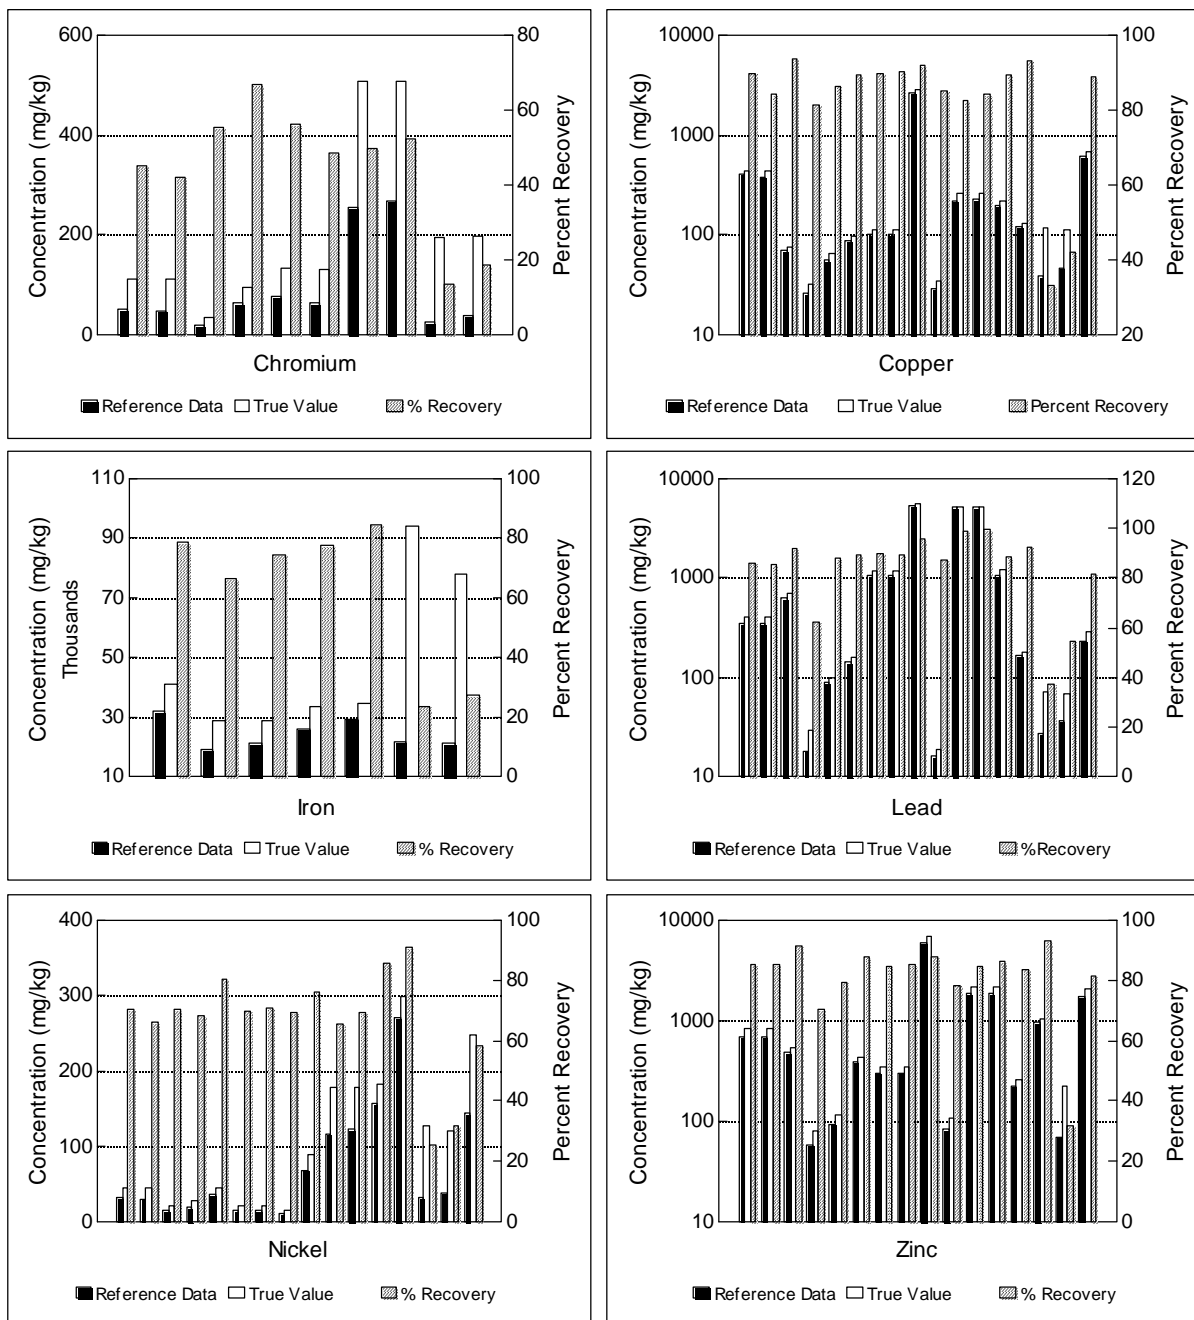 600
400
200
0
80
60
40
20
0
Concentration (mg/kg)
Percent Recovery
Chromium
Reference Data True Value % Recovery
10000
1000
100
10
100
80
60
40
20
Concentration (mg/kg)
Percent Recovery
Copper
Reference Data True Value Percent Recovery
110
90
70
50
30
10
100
80
60
40
20
0
Concentration (mg/kg)
Thousands
Percent Recovery
Iron
Reference Data True Value % Recovery
10000
1000
100
10
120
100
80
60
40
20
0
Concentration (mg/kg)
Percent Recovery
Lead
Reference Data True Value %Recovery
400
300
200
100
0
100
80
60
40
20
0
Concentration (mg/kg)
Percent Recovery
Nickel
Reference Data True Value % Recovery
10000
1000
100
10
100
80
60
40
20
0
Concentration (mg/kg)
Percent Recovery
Zinc
Reference Data True Value % Recovery